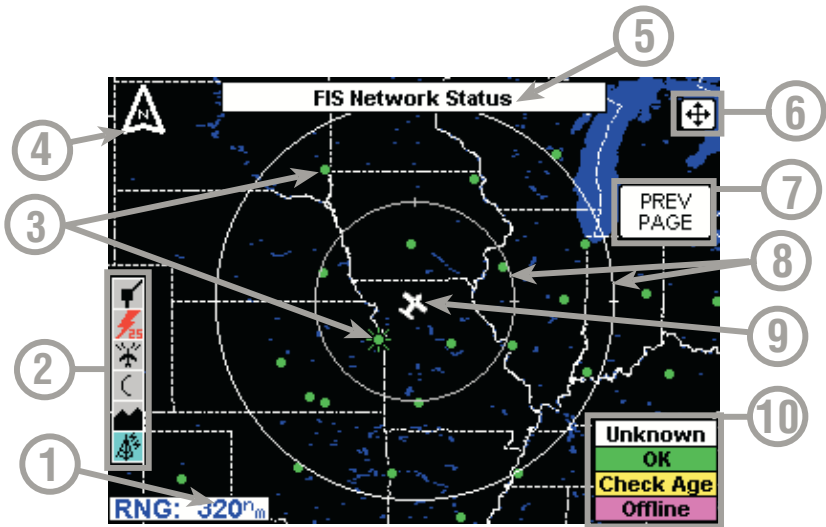 5
FIS Network Status
6
4
N
7
PREV
PAGE
3
8
25
9
2
10
Unknown
OK
Check Age
Offline
1
RNG: 320nm